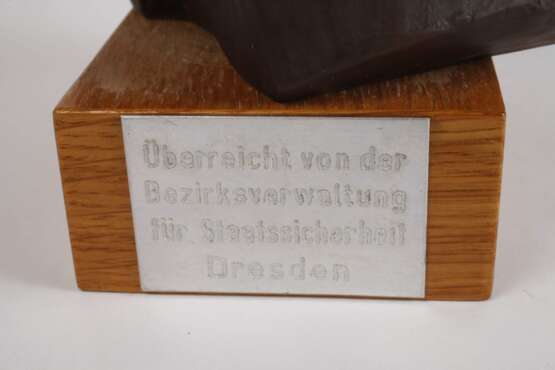 Überreicht von der
Bezirksverwaltung
für Staatssicherheit
Dresden